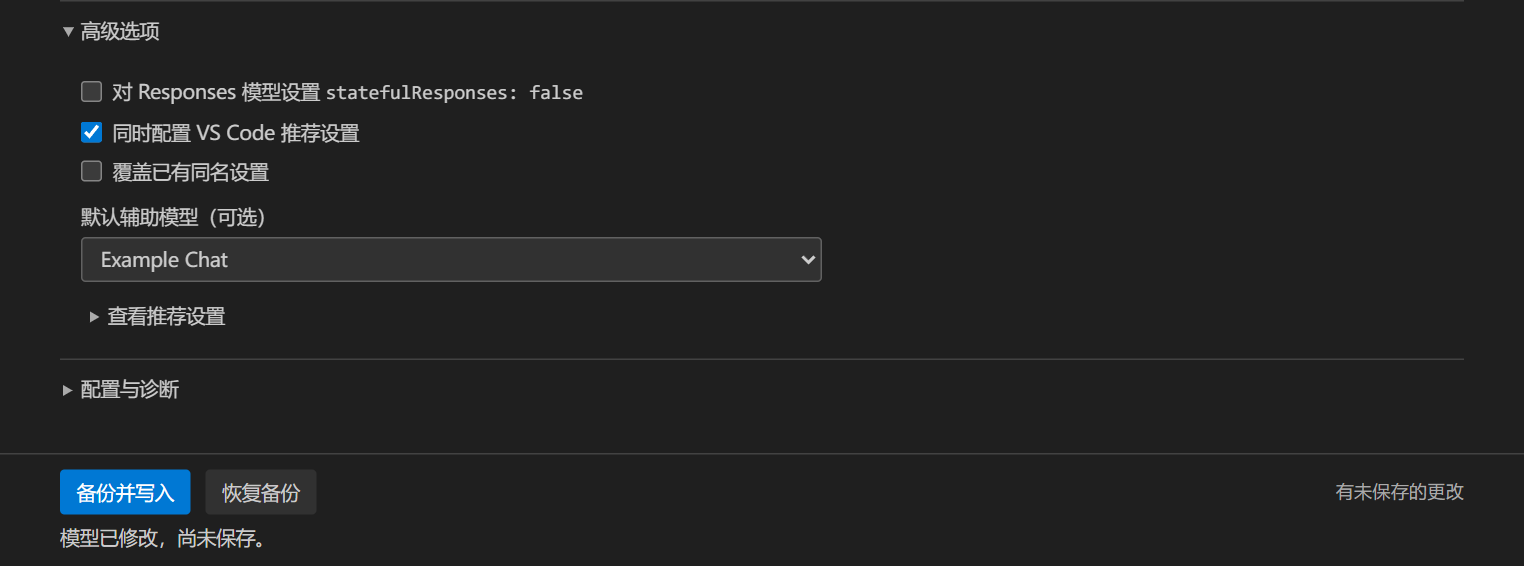 高级选项
对 Responses 模型设置 statefulResponses: false
同时配置 VS Code 推荐设置
覆盖已有同名设置
默认辅助模型（可选）
Example Chat
查看推荐设置
配置与诊断
备份并写入 恢复备份 有未保存的更改
模型已修改，尚未保存。